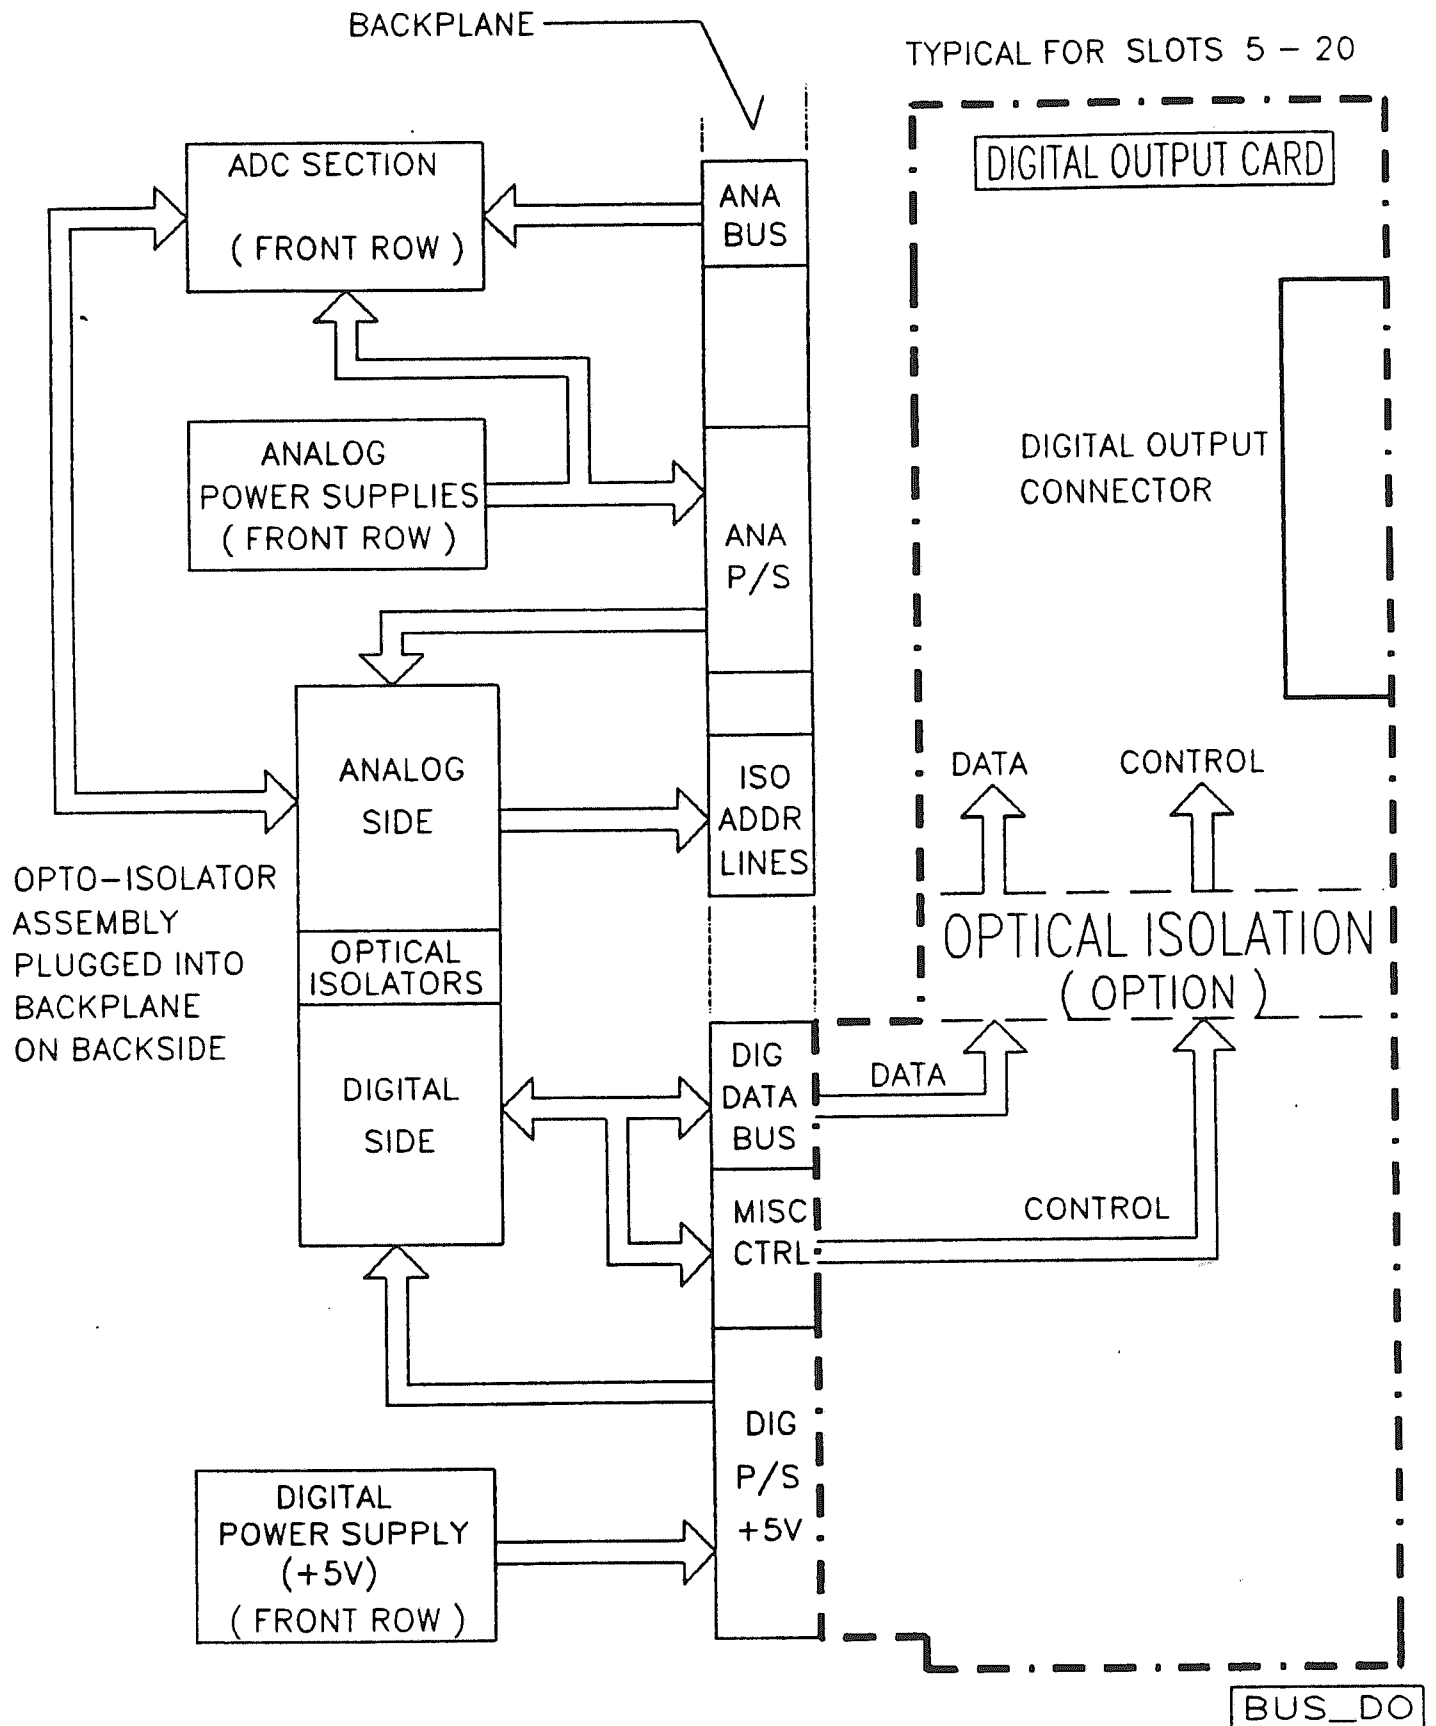 BACKPLANE
TYPICAL FOR SLOTS 5 – 20
ADC SECTION
( FRONT ROW )
ANA
BUS
DIGITAL OUTPUT CARD
ANALOG
POWER SUPPLIES
( FRONT ROW )
ANA
P/S
DIGITAL OUTPUT
CONNECTOR
ANALOG
SIDE
ISO
ADDR
LINES
DATA
CONTROL
OPTO–ISOLATOR
ASSEMBLY
PLUGGED INTO
BACKPLANE
ON BACKSIDE
OPTICAL
ISOLATORS
OPTICAL ISOLATION
( OPTION )
DIGITAL
SIDE
DIG
DATA
BUS
DATA
MISC
CTRL
CONTROL
DIG
P/S
+5V
DIGITAL
POWER SUPPLY
(+5V)
( FRONT ROW )
BUS_DO